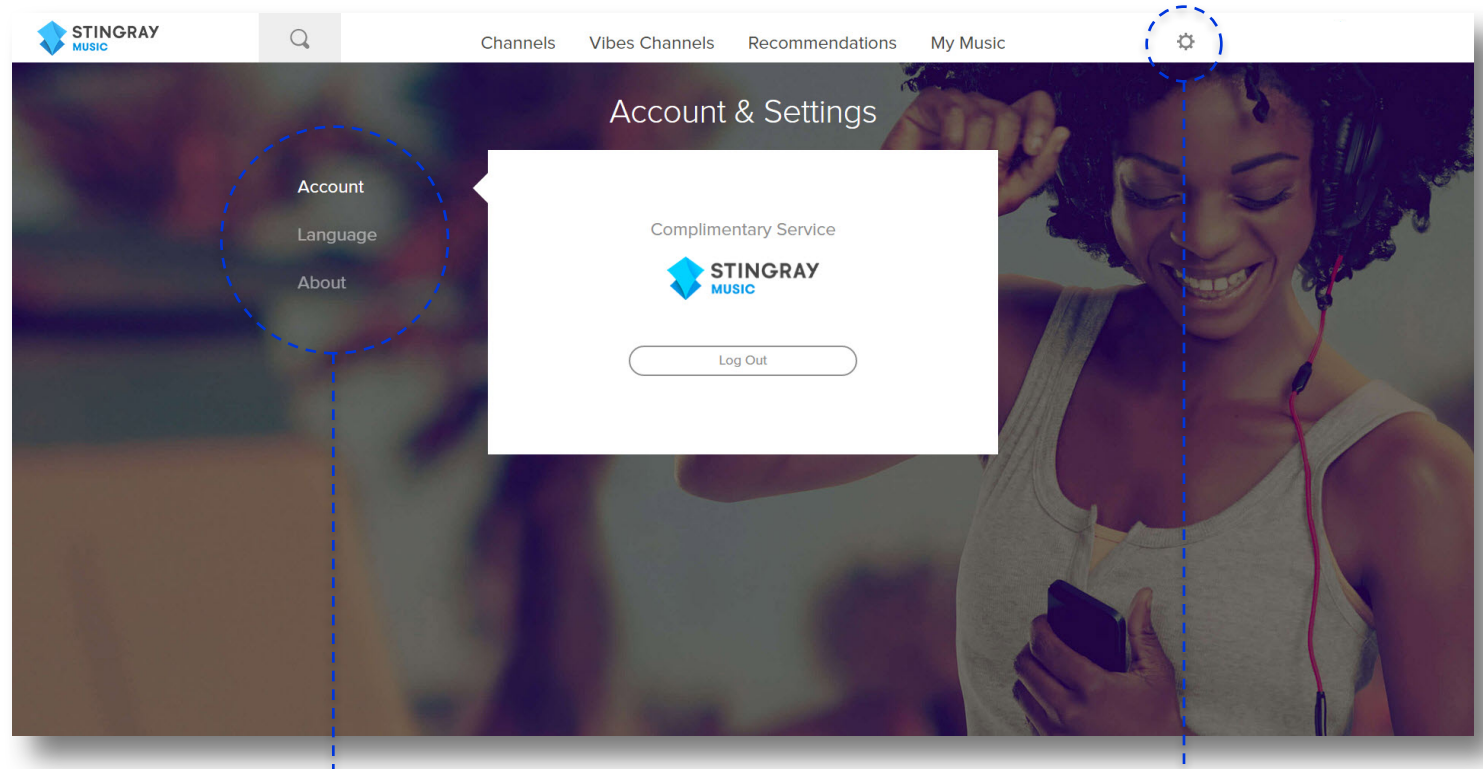 STINGRAY
MUSIC
Channels Vibes Channels Recommendations My Music
Account & Settings
Account
Language
About
Complimentary Service
STINGRAY
MUSIC
Log Out